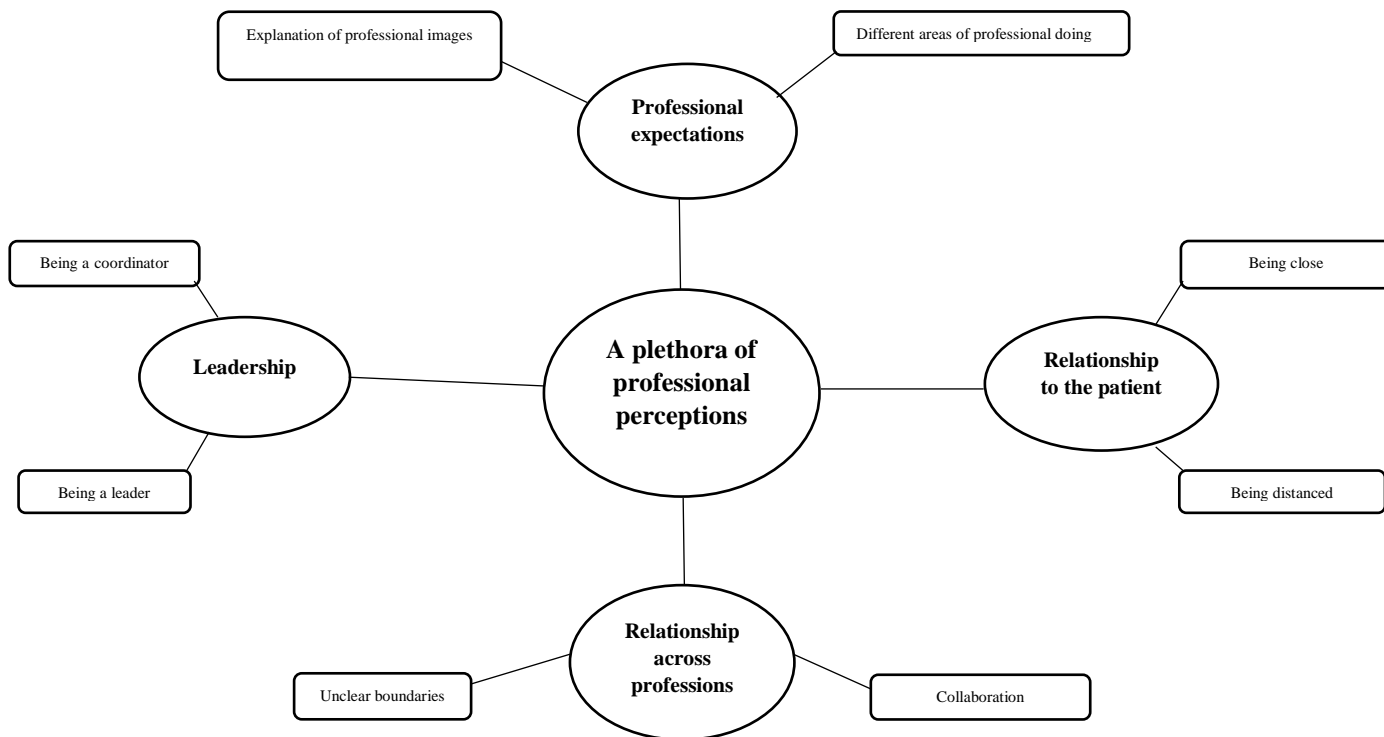 Explanation of professional images
Different areas of professional doing
Professional
expectations
Being a coordinator
Being close
Leadership
A plethora of
professional
perceptions
Relationship
to the patient
Being a leader
Being distanced
Relationship
across
professions
Unclear boundaries
Collaboration